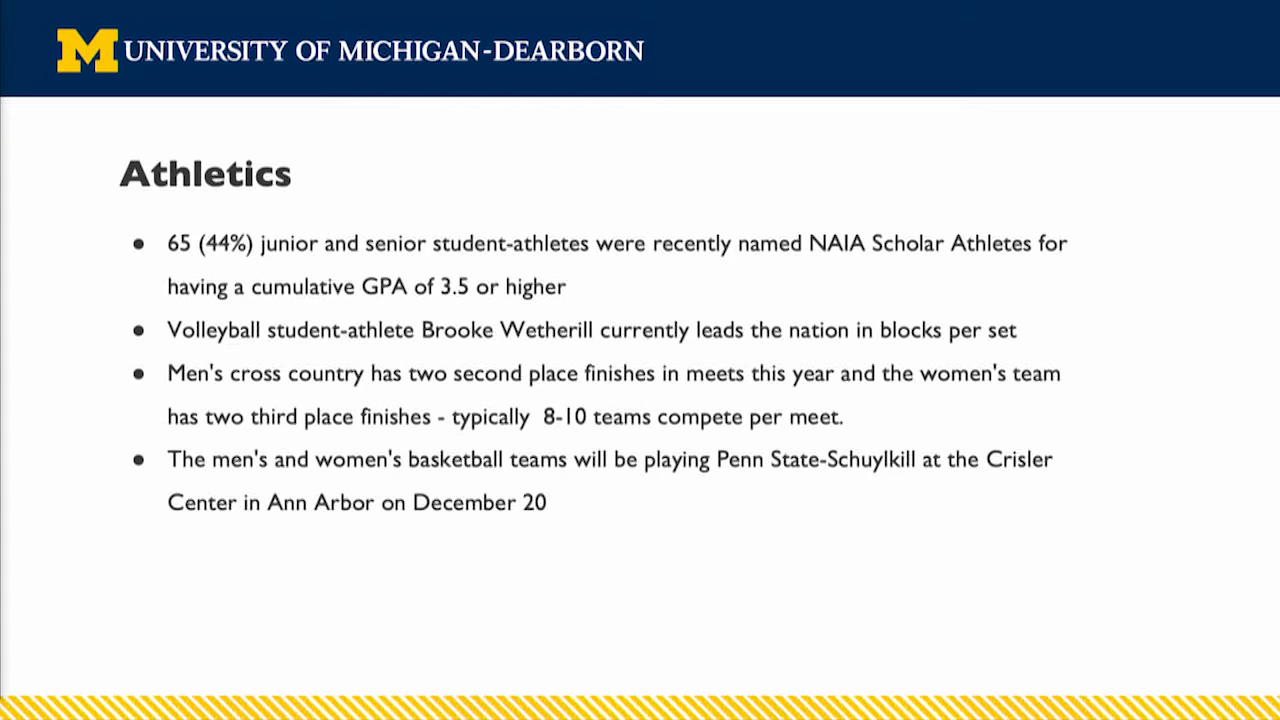 M UNIVERSITY OF MICHIGAN-DEARBORN
Athletics
● 65 (44%) junior and senior student-athletes were recently named NAIA Scholar Athletes for
having a cumulative GPA of 3.5 or higher
● Volleyball student-athlete Brooke Wetherill currently leads the nation in blocks per set
● Men's cross country has two second place finishes in meets this year and the women's team
has two third place finishes - typically  8-10 teams compete per meet.
● The men's and women's basketball teams will be playing Penn State-Schuylkill at the Crisler
Center in Ann Arbor on December 20